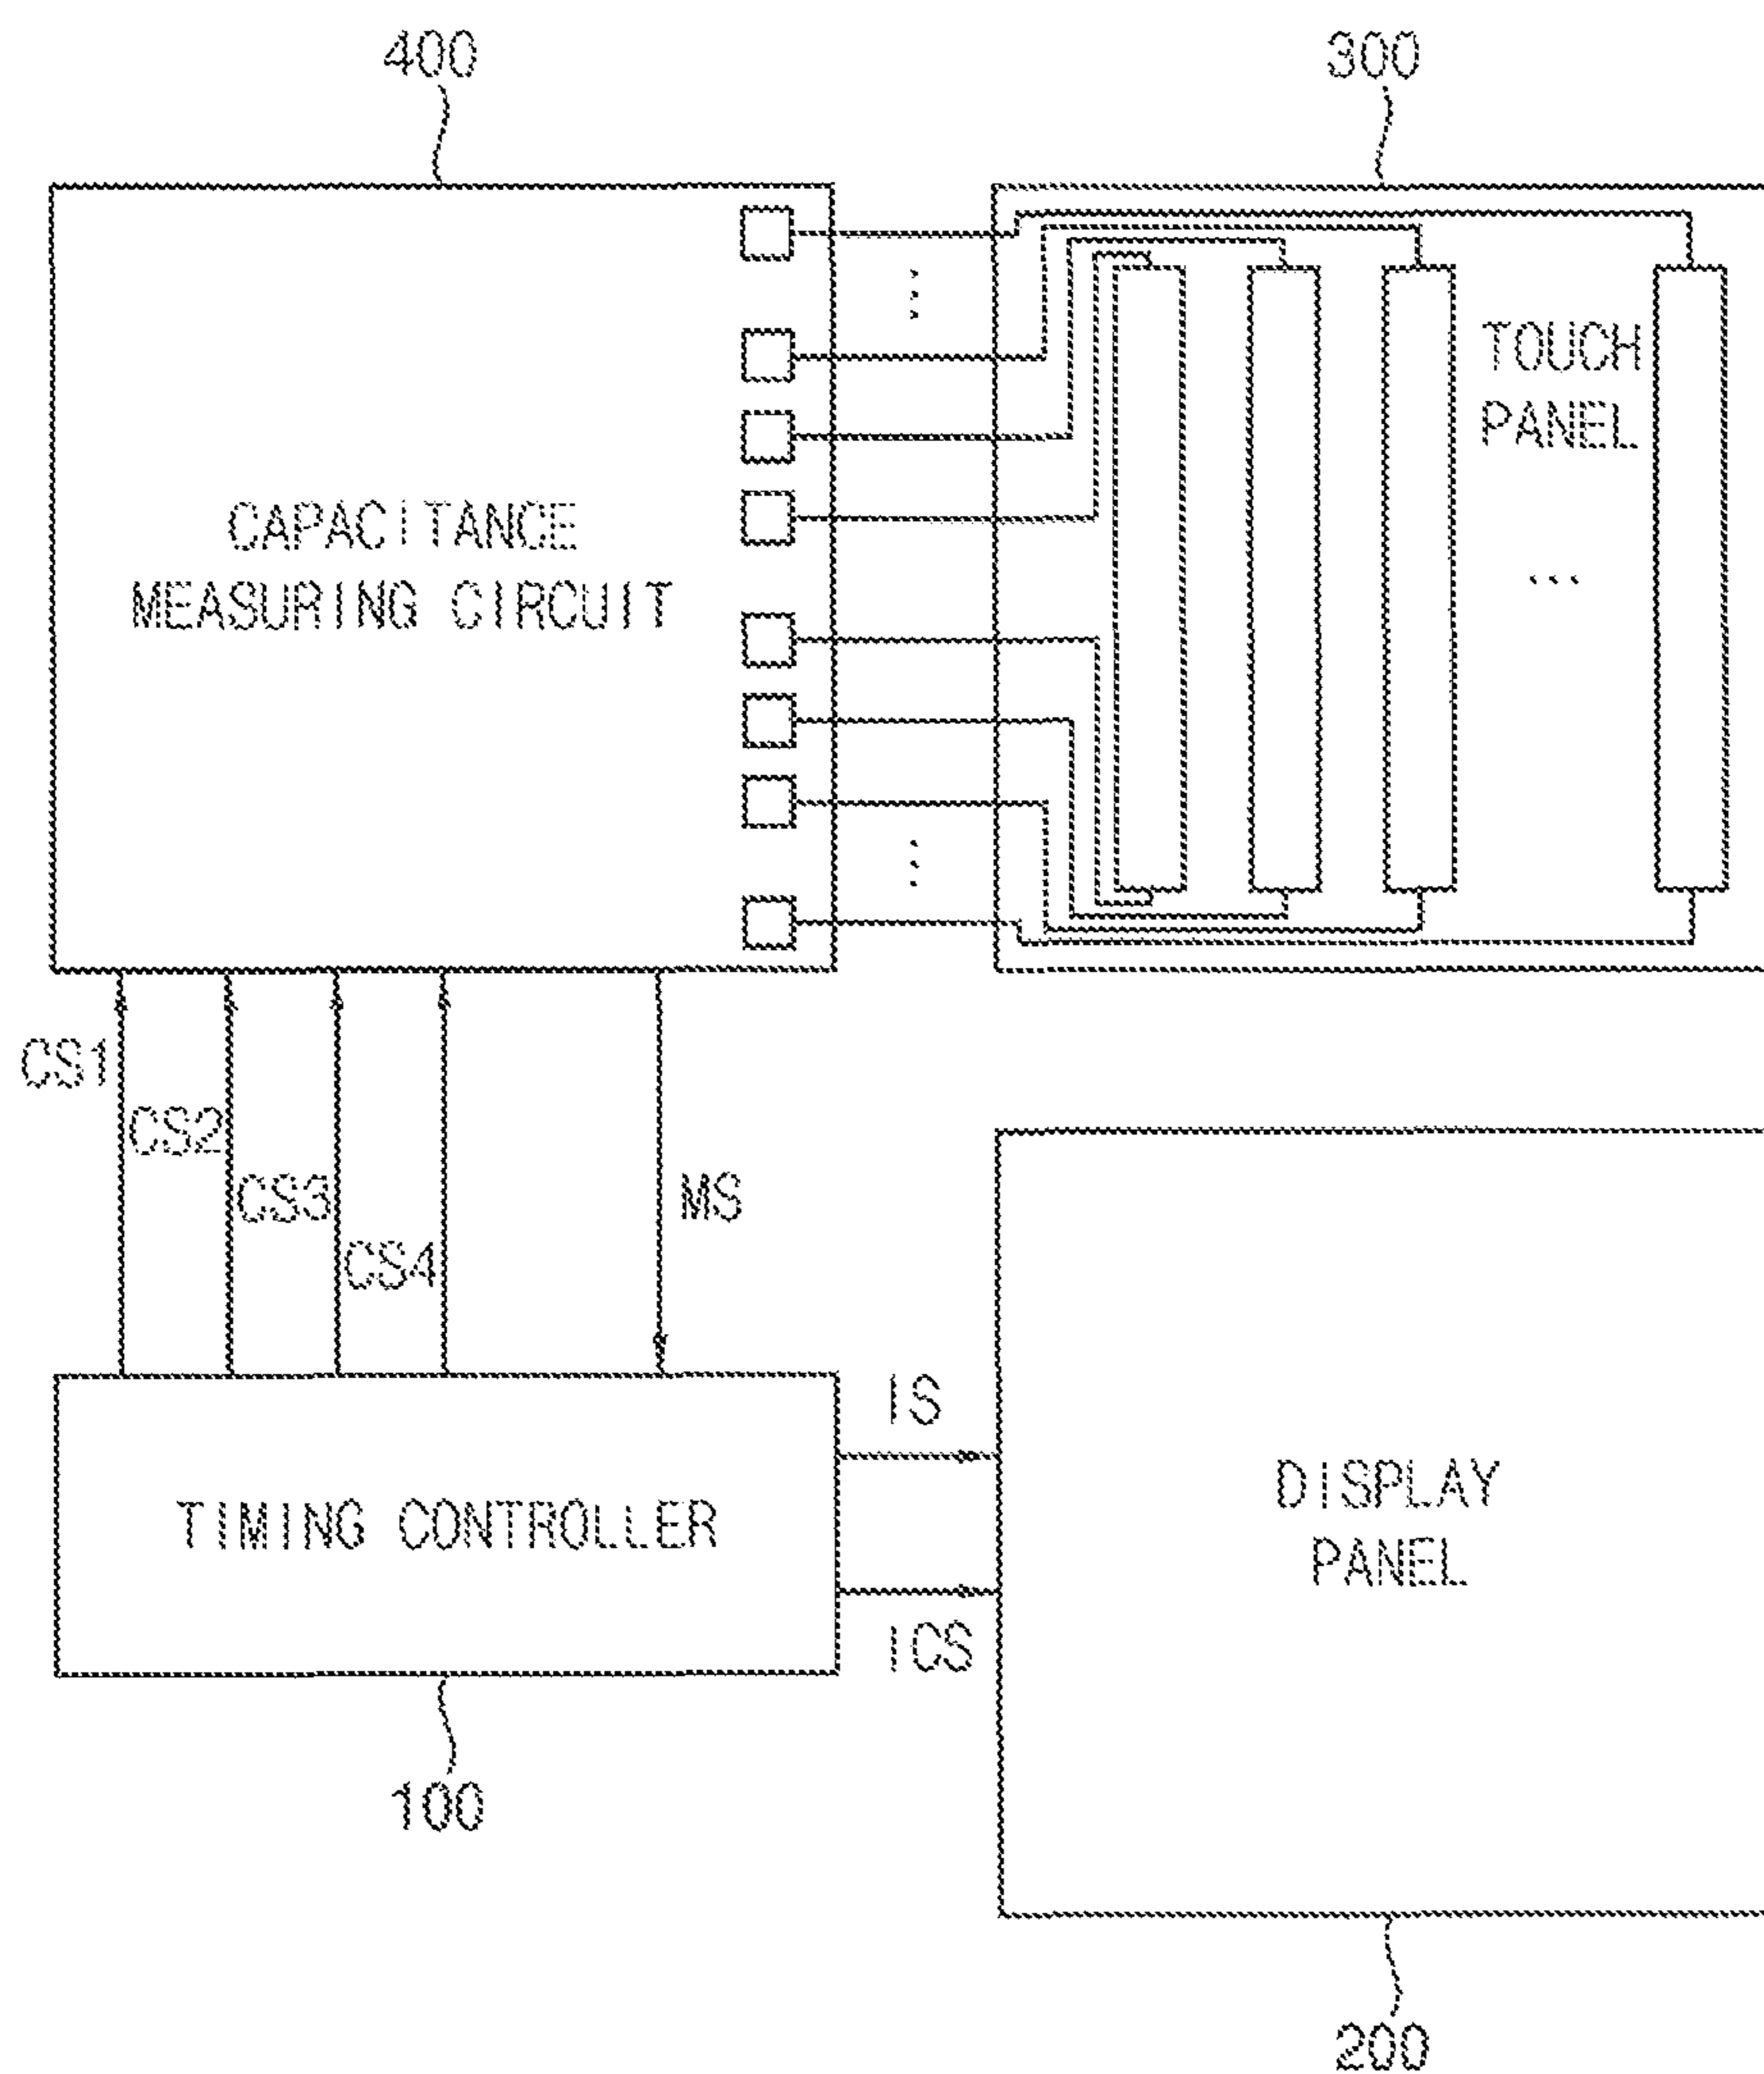 400
300
TOUCH
PANEL
...
CAPACITANCE
MEASURING CIRCUIT
CS1
CS2
CS3
CS4
MS
IS
TIMING CONTROLLER
ICS
DISPLAY
PANEL
100
200